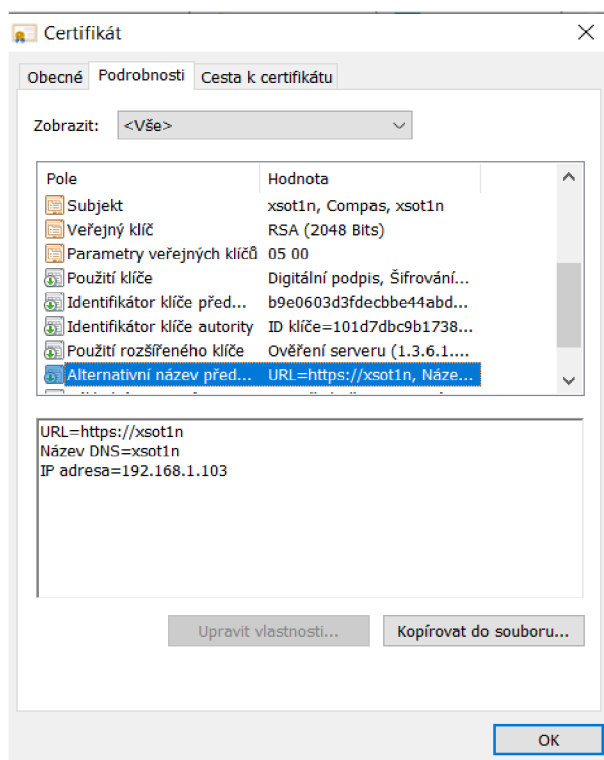 Certifikát
Obecné Podrobnosti Cesta k certifikátu
Zobrazit: <Vše>
Pole Hodnota
Subjekt xsot1n, Compas, xsot1n
Veřejný klíč RSA (2048 Bits)
Parametry veřejných klíčů 05 00
Použití klíče Digitální podpis, Šifrování...
Identifikátor klíče před... b9e0603d3fdecbbe44abd...
Identifikátor klíče autority ID klíče=101d7dbc9b1738...
Použití rozšířeného klíče Ověření serveru (1.3.6.1....
Alternativní název před... URL=https://xsot1n, Náze...
URL=https://xsot1n
Název DNS=xsot1n
IP adresa=192.168.1.103
Upravit vlastnosti... Kopírovat do souboru...
OK